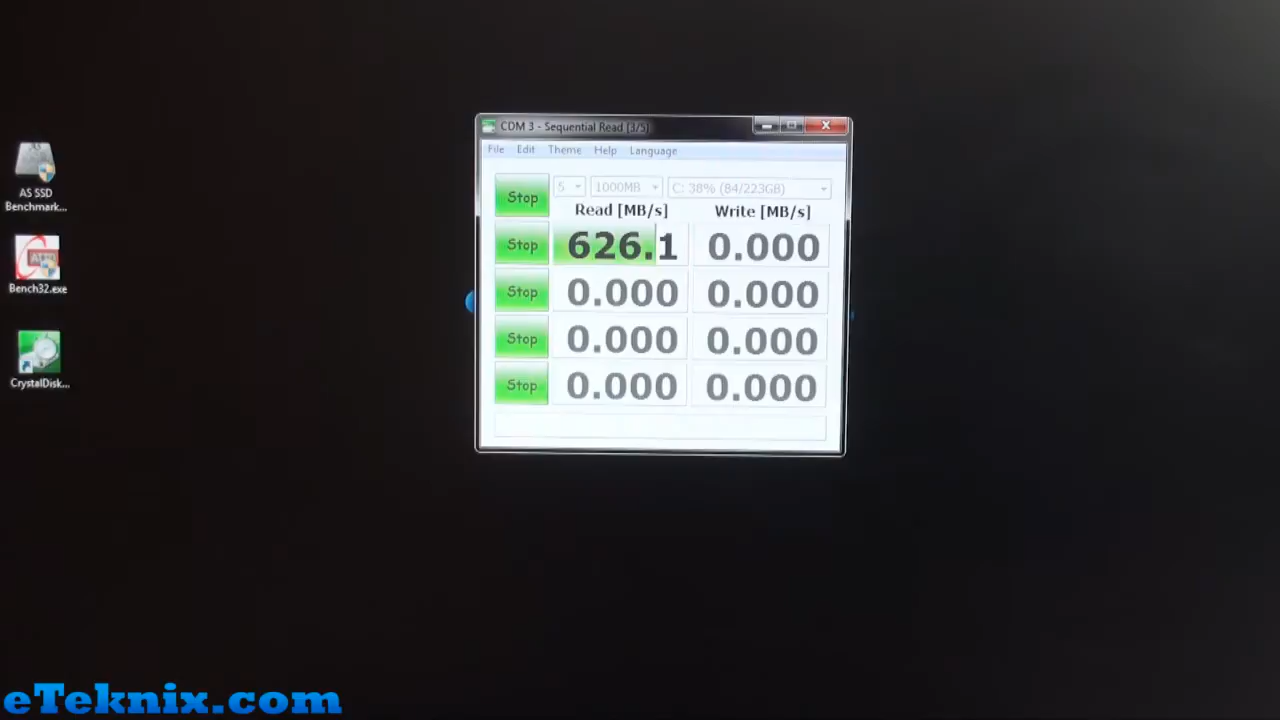 CDM 3 - Sequential Read [3/5]
File Edit Theme Help Language
Stop 5 1000MB C: 38% (84/223GB)
Read [MB/s] Write [MB/s]
Stop 626.1 0.000
Stop 0.000 0.000
Stop 0.000 0.000
Stop 0.000 0.000
AS SSD
Benchmark...
Bench32.exe
CrystalDisk...
eTeknix.com